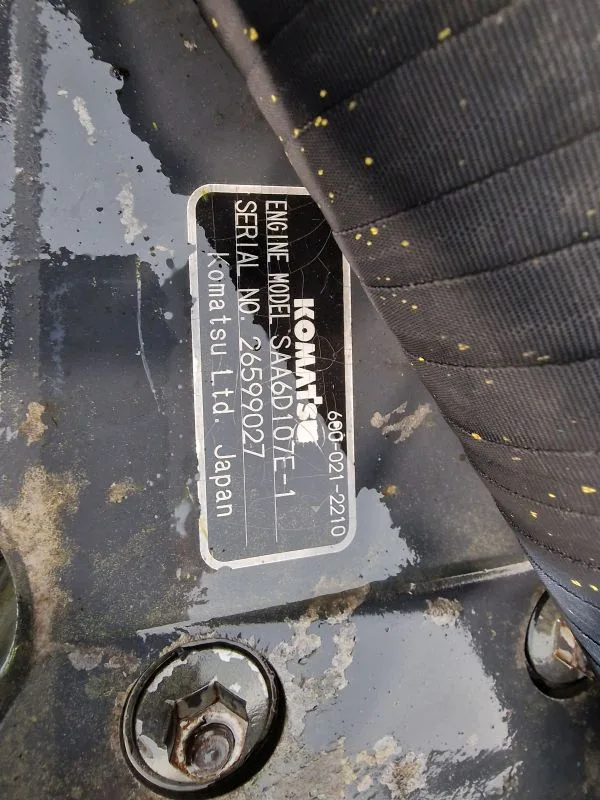 600-021-2210
KOMATSU
ENGINE MODEL SAA6D107E-1
SERIAL NO. 26599027
Komatsu Ltd. Japan